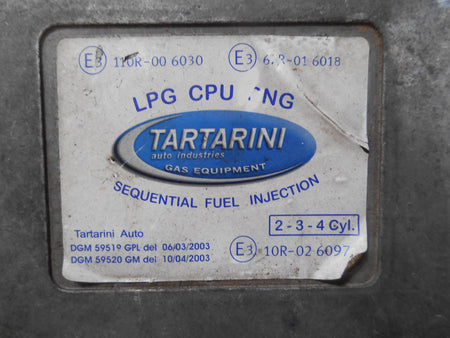 E3 110R-00 6030 E3 67R-01 6018
LPG CPU CNG
TARTARINI
auto industries
GAS EQUIPMENT
SEQUENTIAL FUEL INJECTION
2 - 3 - 4 Cyl.
Tartarini Auto
DGM 59519 GPL del 06/03/2003
DGM 59520 GM del 10/04/2003
E3 10R-02 6097